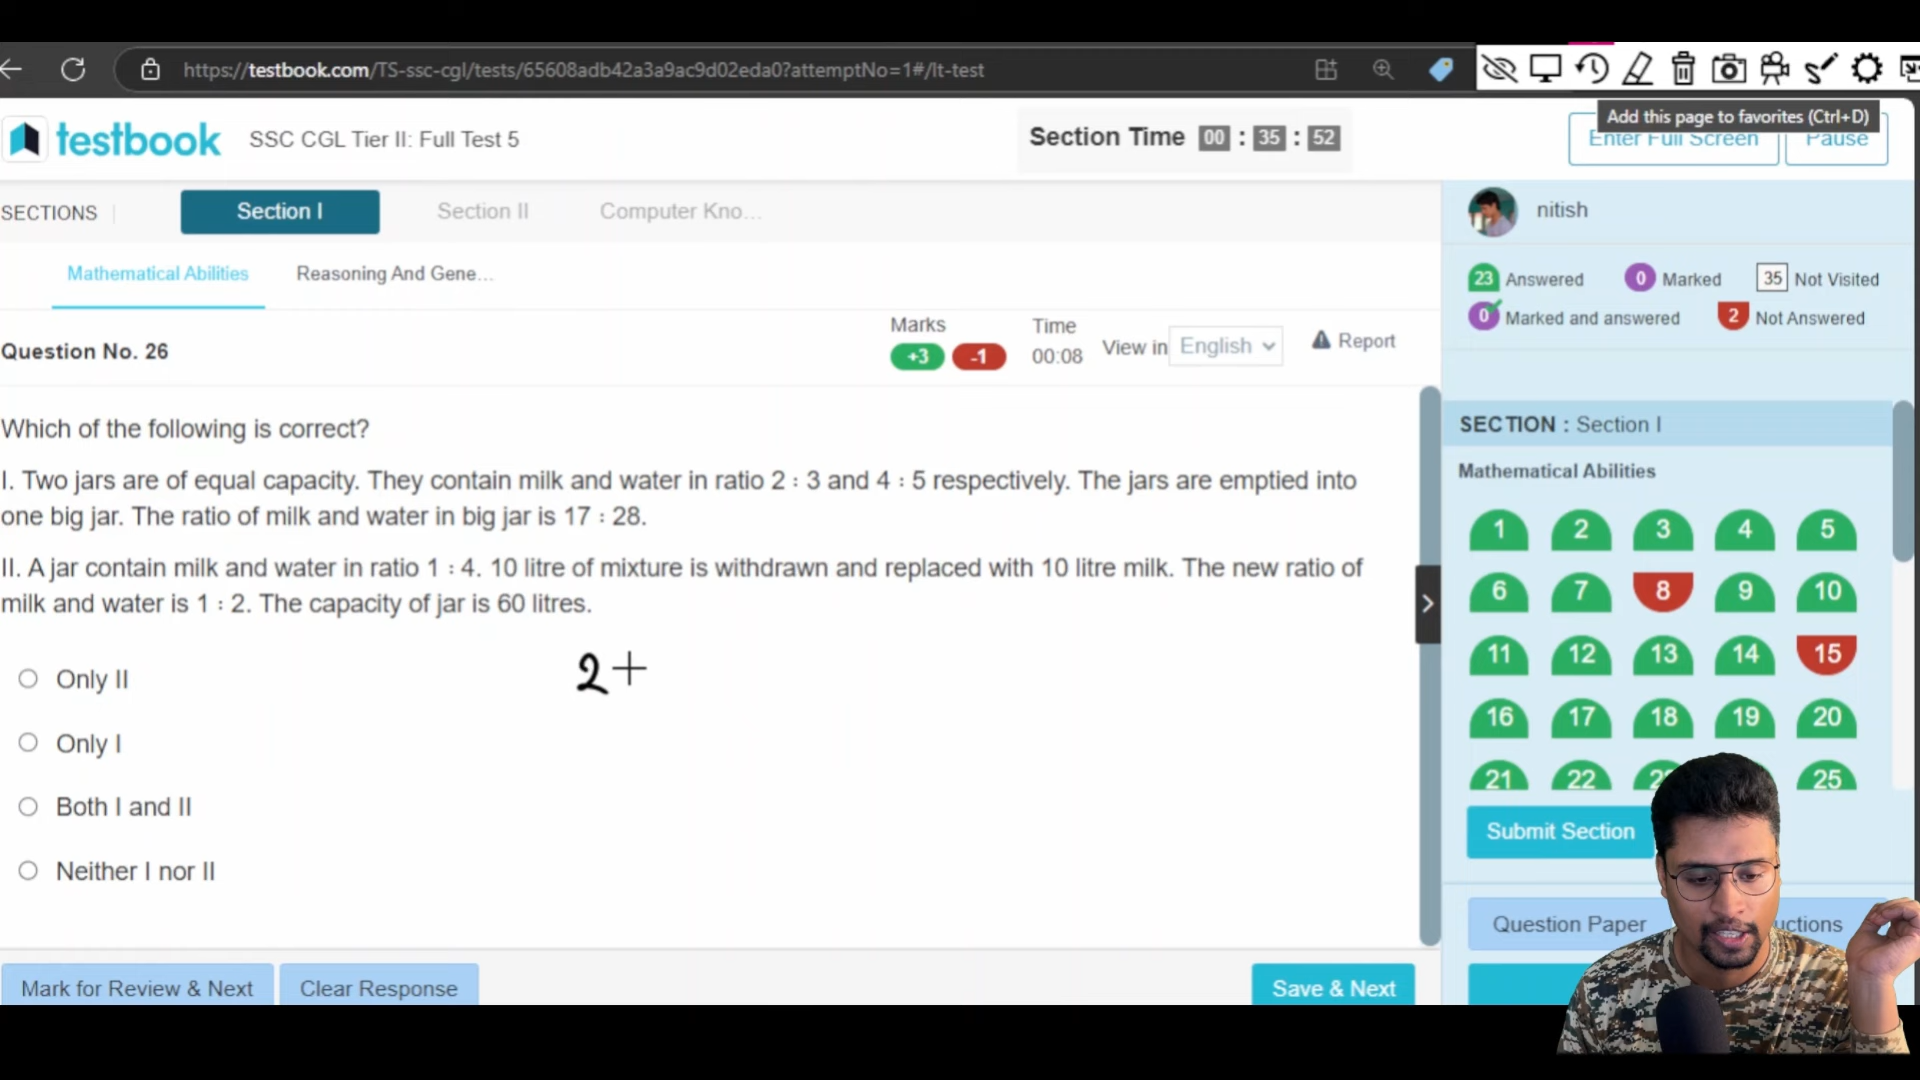 https://testbook.com/TS-ssc-cgl/tests/65608adb42a3a9ac9d02eda0?attemptNo=1#/lt-test
Add this page to favorites (Ctrl+D)
testbook
SSC CGL Tier II: Full Test 5
Section Time 00 : 35 : 52
Enter Full Screen
Pause
SECTIONS
Section I
Section II
Computer Kno...
nitish
Mathematical Abilities
Reasoning And Gene...
23 Answered
0 Marked
35 Not Visited
0 Marked and answered
2 Not Answered
Question No. 26
Marks
+3 -1
Time
00:08
View in English
Report
Which of the following is correct?
I. Two jars are of equal capacity. They contain milk and water in ratio 2 : 3 and 4 : 5 respectively. The jars are emptied into
one big jar. The ratio of milk and water in big jar is 17 : 28.
II. A jar contain milk and water in ratio 1 : 4. 10 litre of mixture is withdrawn and replaced with 10 litre milk. The new ratio of
milk and water is 1 : 2. The capacity of jar is 60 litres.
2+
Only II
Only I
Both I and II
Neither I nor II
SECTION : Section I
Mathematical Abilities
1 2 3 4 5
6 7 8 9 10
11 12 13 14 15
16 17 18 19 20
21 22 25
Submit Section
Question Paper
Mark for Review & Next
Clear Response
Save & Next